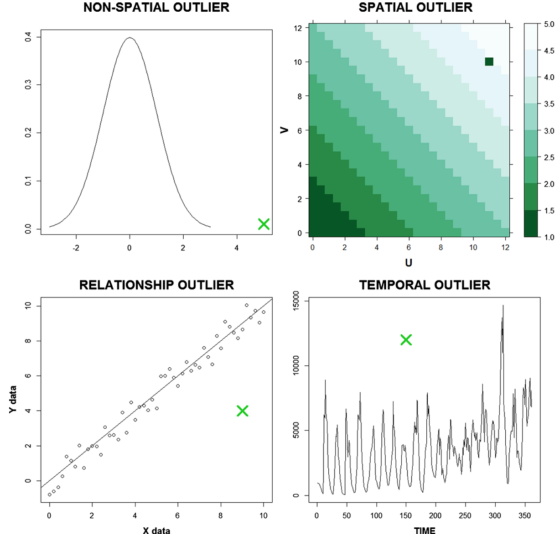 NON-SPATIAL OUTLIER
0.4
0.3
0.2
0.1
0.0
-2 0 2 4
SPATIAL OUTLIER
12
10
8
6
4
2
0
V
0 2 4 6 8 10 12
U
5.0
4.5
4.0
3.5
3.0
2.5
2.0
1.5
1.0
RELATIONSHIP OUTLIER
10
8
6
4
2
0
Y data
0 2 4 6 8 10
X data
TEMPORAL OUTLIER
15000
10000
5000
0
0 50 100 150 200 250 300 350
TIME